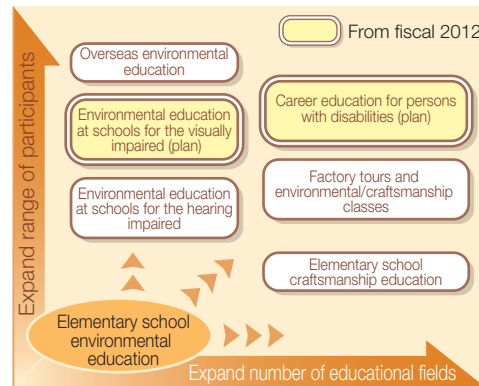 From fiscal 2012
Expand range of participants
Overseas environmental
education
Environmental education
at schools for the visually
impaired (plan)
Environmental education
at schools for the hearing
impaired
Career education for persons
with disabilities (plan)
Factory tours and
environmental/craftsmanship
classes
Elementary school
craftsmanship education
Elementary school
environmental
education
Expand number of educational fields